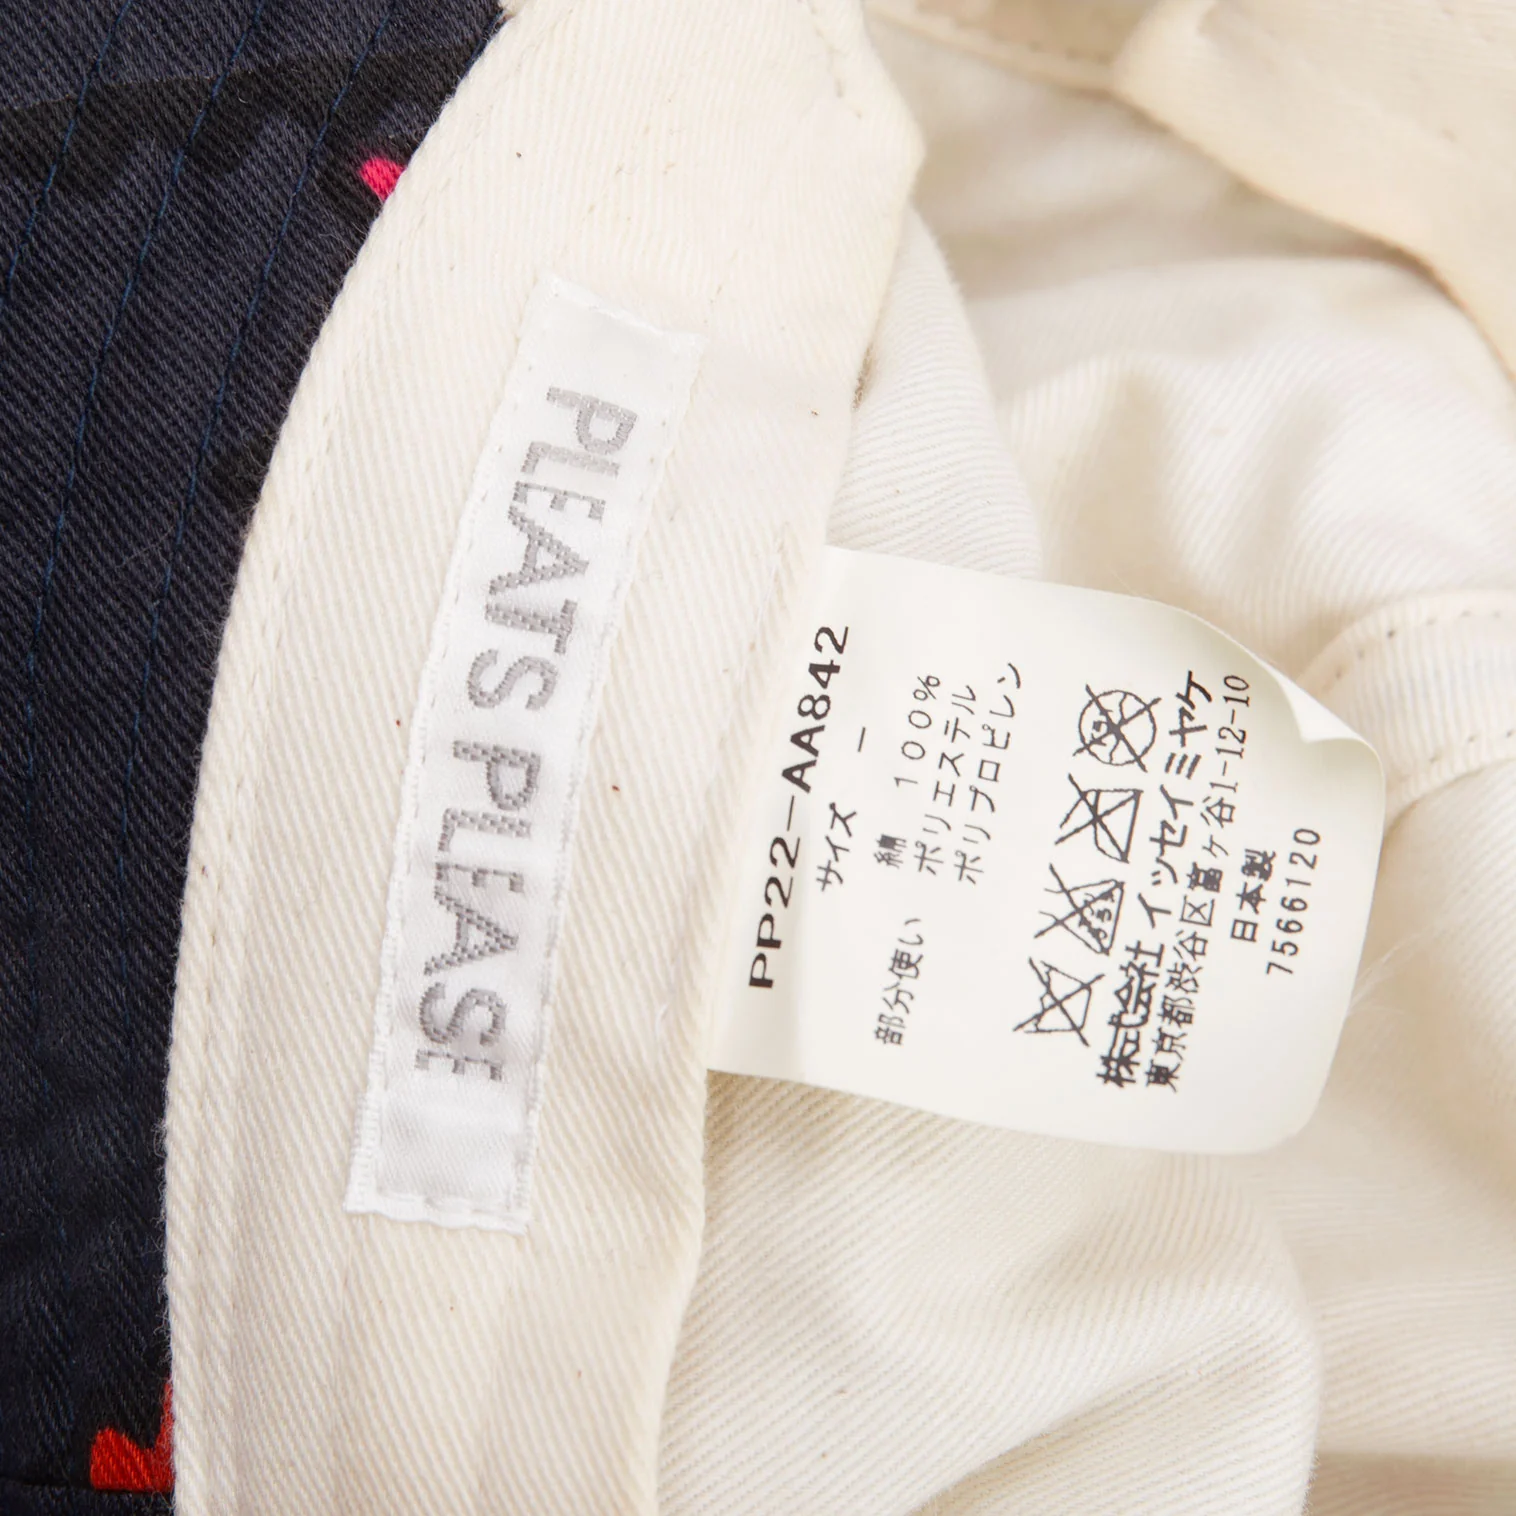 PLEATS PLEASE
PP22-AA842
サイズ -
綿 100%
部分使い ポリエステル
ポリプロピレン
株式会社 イッセイミヤケ
東京都渋谷区富ヶ谷1-12-10
日本製
7566120